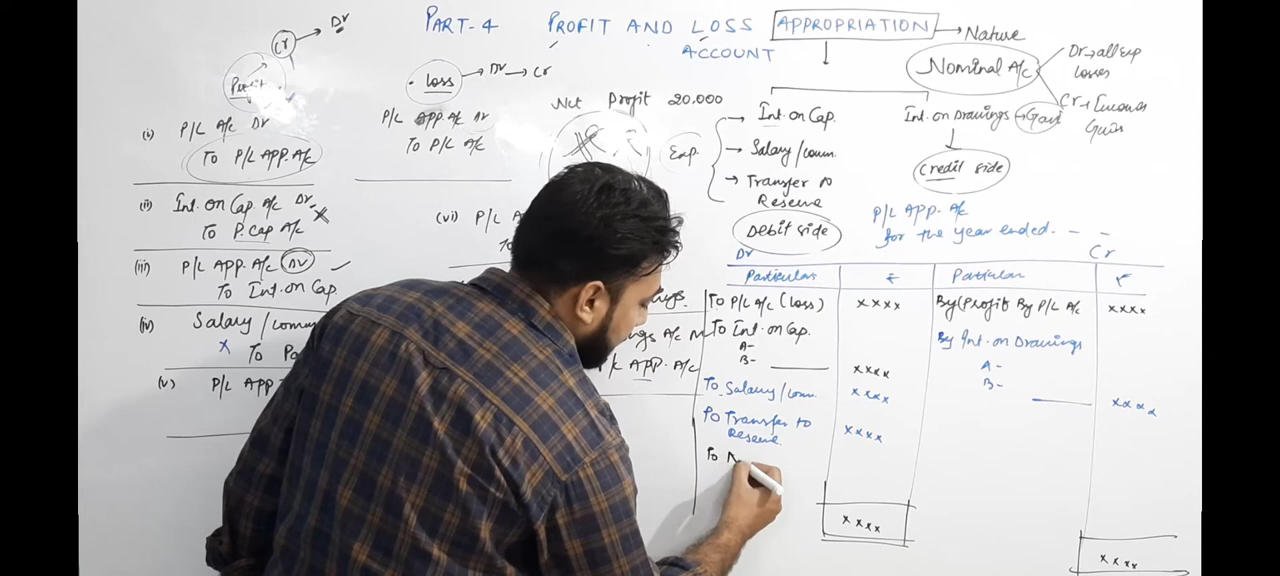 PART-4 PROFIT AND LOSS APPROPRIATION → Nature
ACCOUNT
Cr → Dr
Profit
Loss → Dr → Cr
Nominal A/c
Dr → all Exp
Losses
Cr → Incomes
Gains
Net Profit 20,000
Int. on Cap.
→ Salary / Comm.
→ Transfer to
Reserve
Exp.
Debit side
Int. on Drawings → Gain
Credit side
(i) P/L A/c Dr
To P/L APP. A/c
P/L APP. A/c Dr
To P/L A/c
(ii) Int. on Cap. A/c Dr
To P. Cap A/c
(iii) P/L APP. A/c Dr
To Int. on Cap
(iv) Salary /
X To
(v) P/L APP
(vi) P/L
A/c
P/L APP. A/c
APP. A/c
for the year ended. - -
Dr Cr
Particulars ₹ Particular ₹
To P/L A/c (Loss) xxxx By (Profit By P/L A/c xxxx
To Int. on Cap. By Int. on Drawings
A- A-
B- xxxx B- xxxx
To Salary / Comm. xxxx
To Transfer to xxxx
Reserve
To N
xxxx xxxx